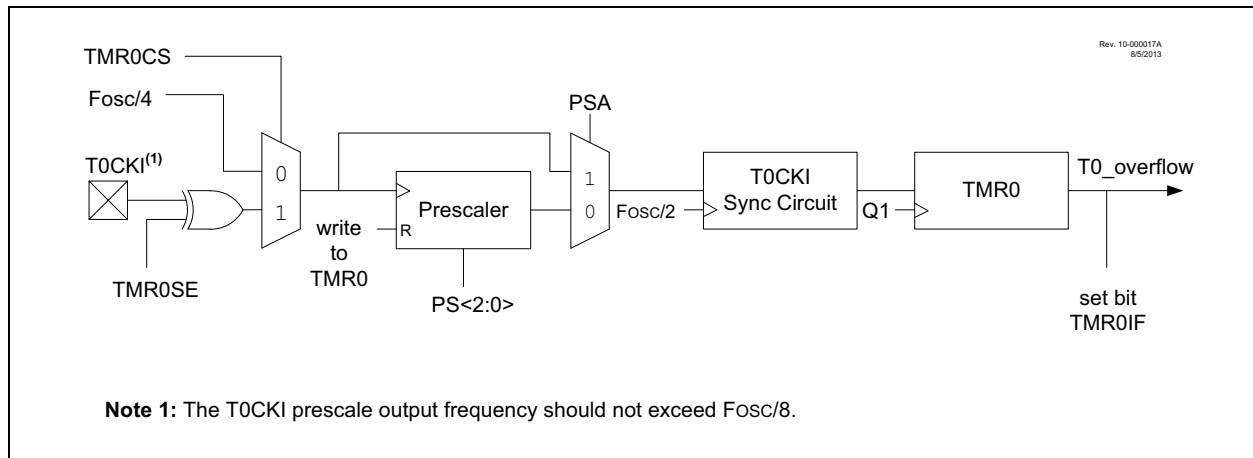 Rev. 10-000017A
8/5/2013
TMR0CS
Fosc/4
PSA
T0CKI(1)
0
1
1
0
T0CKI
Sync Circuit
TMR0
T0_overflow
Prescaler
R
FOSC/2
Q1
write
to
TMR0
TMR0SE
PS<2:0>
set bit
TMR0IF
Note 1: The T0CKI prescale output frequency should not exceed FOSC/8.